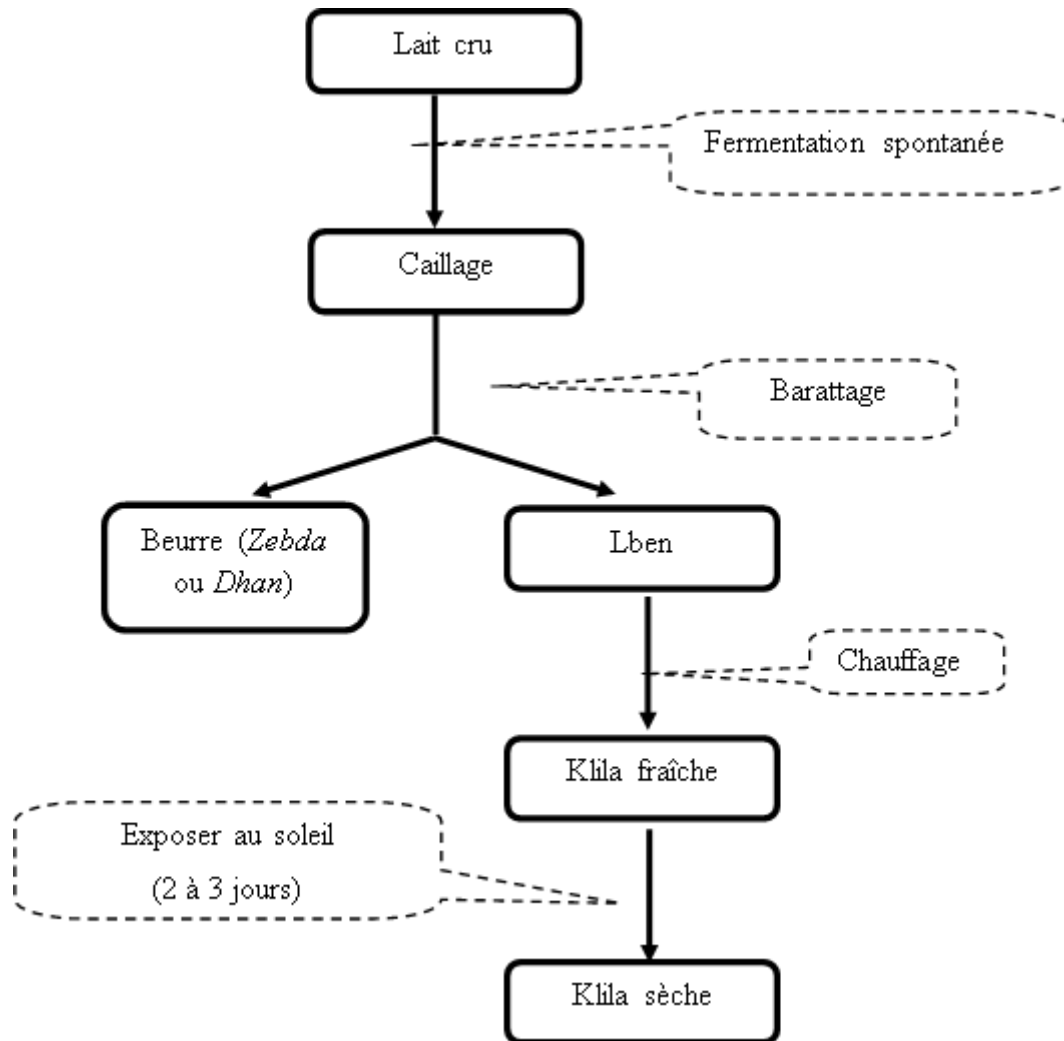 Lait cru
Fermentation spontanée
Caillage
Barattage
Beurre (Zebda
ou Dhan)
Lben
Chauffage
Klila fraîche
Exposer au soleil
(2 à 3 jours)
Klila sèche